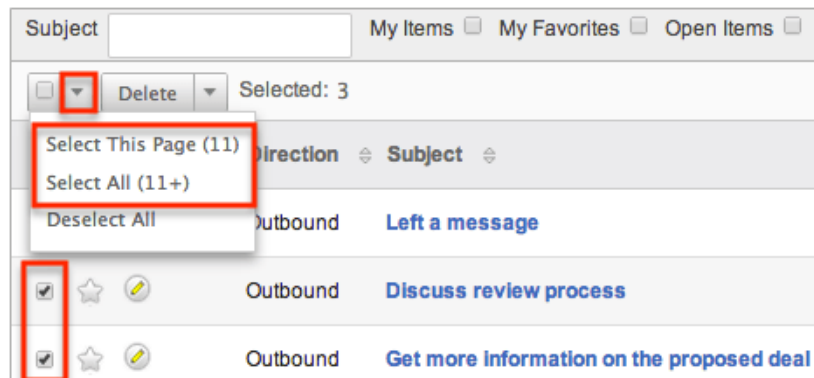 Subject My Items My Favorites Open Items
Delete Selected: 3
Select This Page (11)
Direction Subject
Select All (11+)
Deselect All
Outbound Left a message
Outbound Discuss review process
Outbound Get more information on the proposed deal